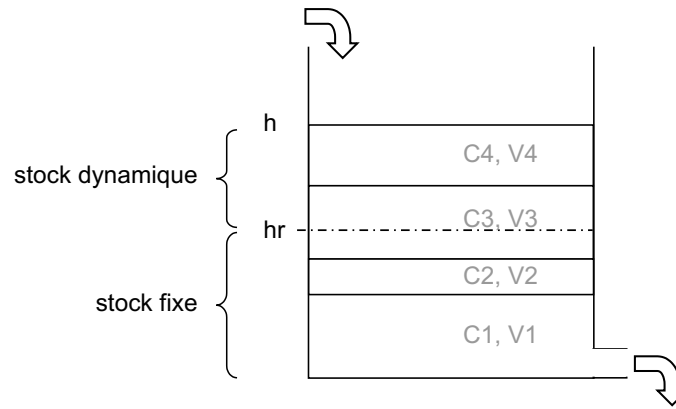 h
C4, V4
stock dynamique
C3, V3
hr
C2, V2
stock fixe
C1, V1